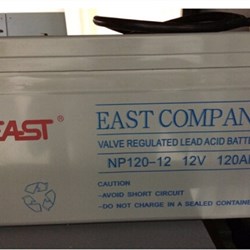 EAST
EAST COMPAN
VALVE REGULATED LEAD ACID BATTE
NP120-12 12V 120A
CAUTION
-AVOID SHORT CIRCUIT
-DO NOT CHARGE IN A SEALED CONTAINER